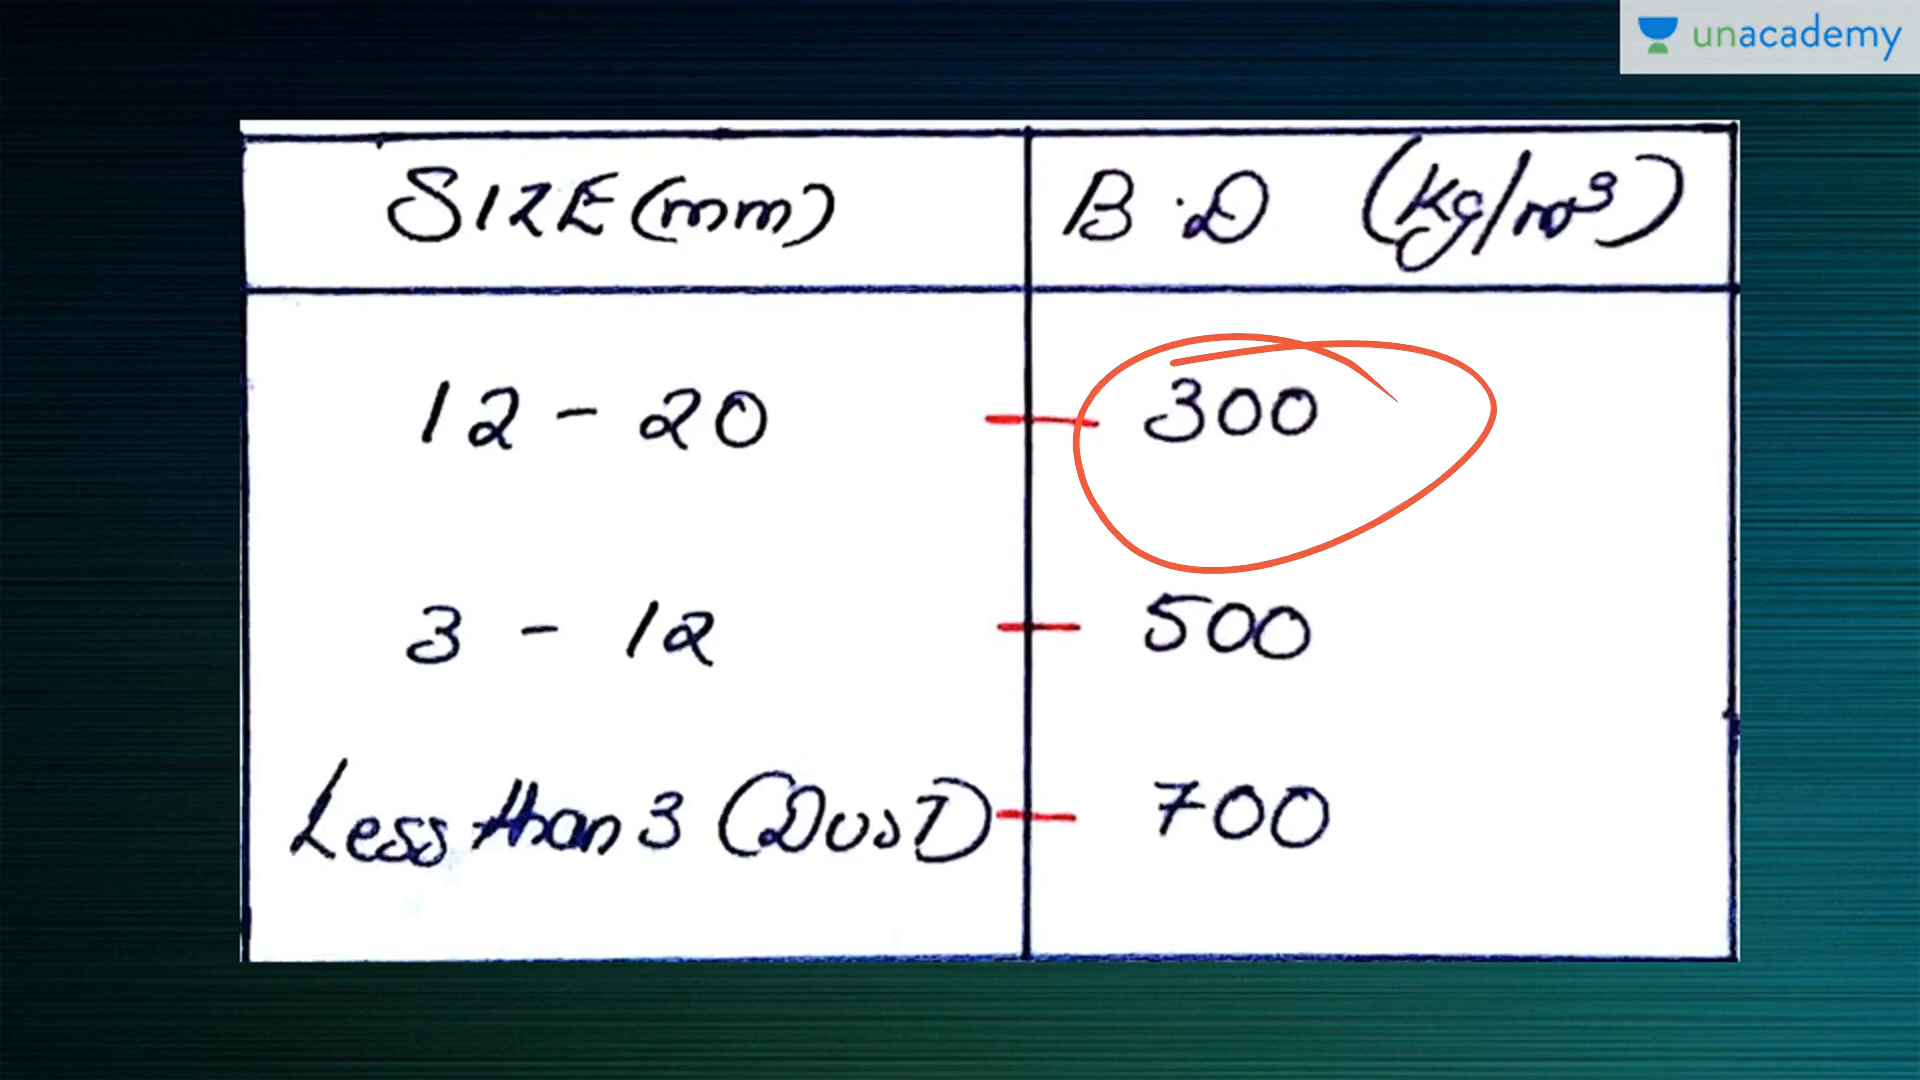 unacademy
SIZE (mm) B.D (kg/m³)
12 - 20 — 300
3 - 12 — 500
Less than 3 (DUST) — 700